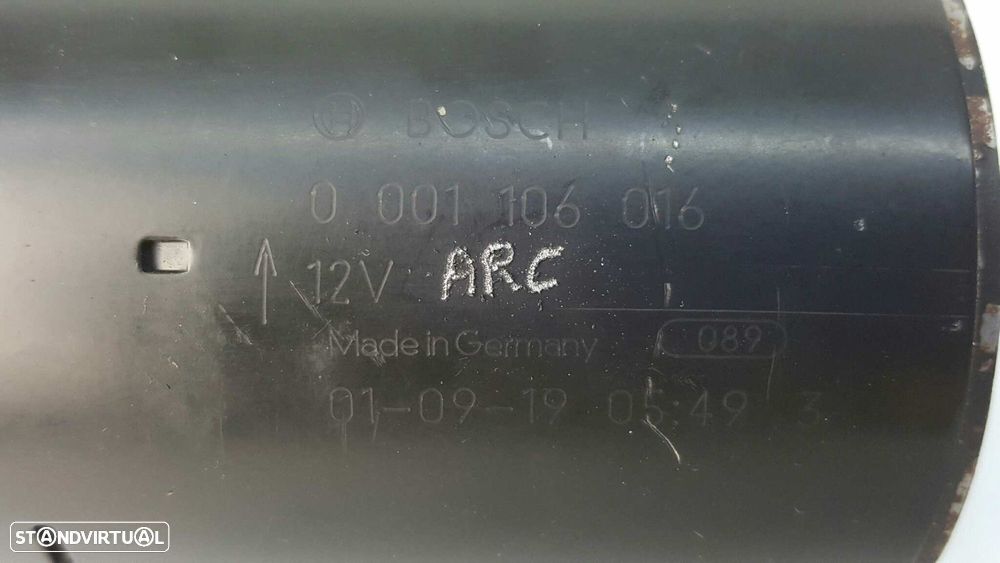 BOSCH
0 001 106 016
12V ARC
Made in Germany 089
01-09-19 05:49 3
STANDVIRTUAL